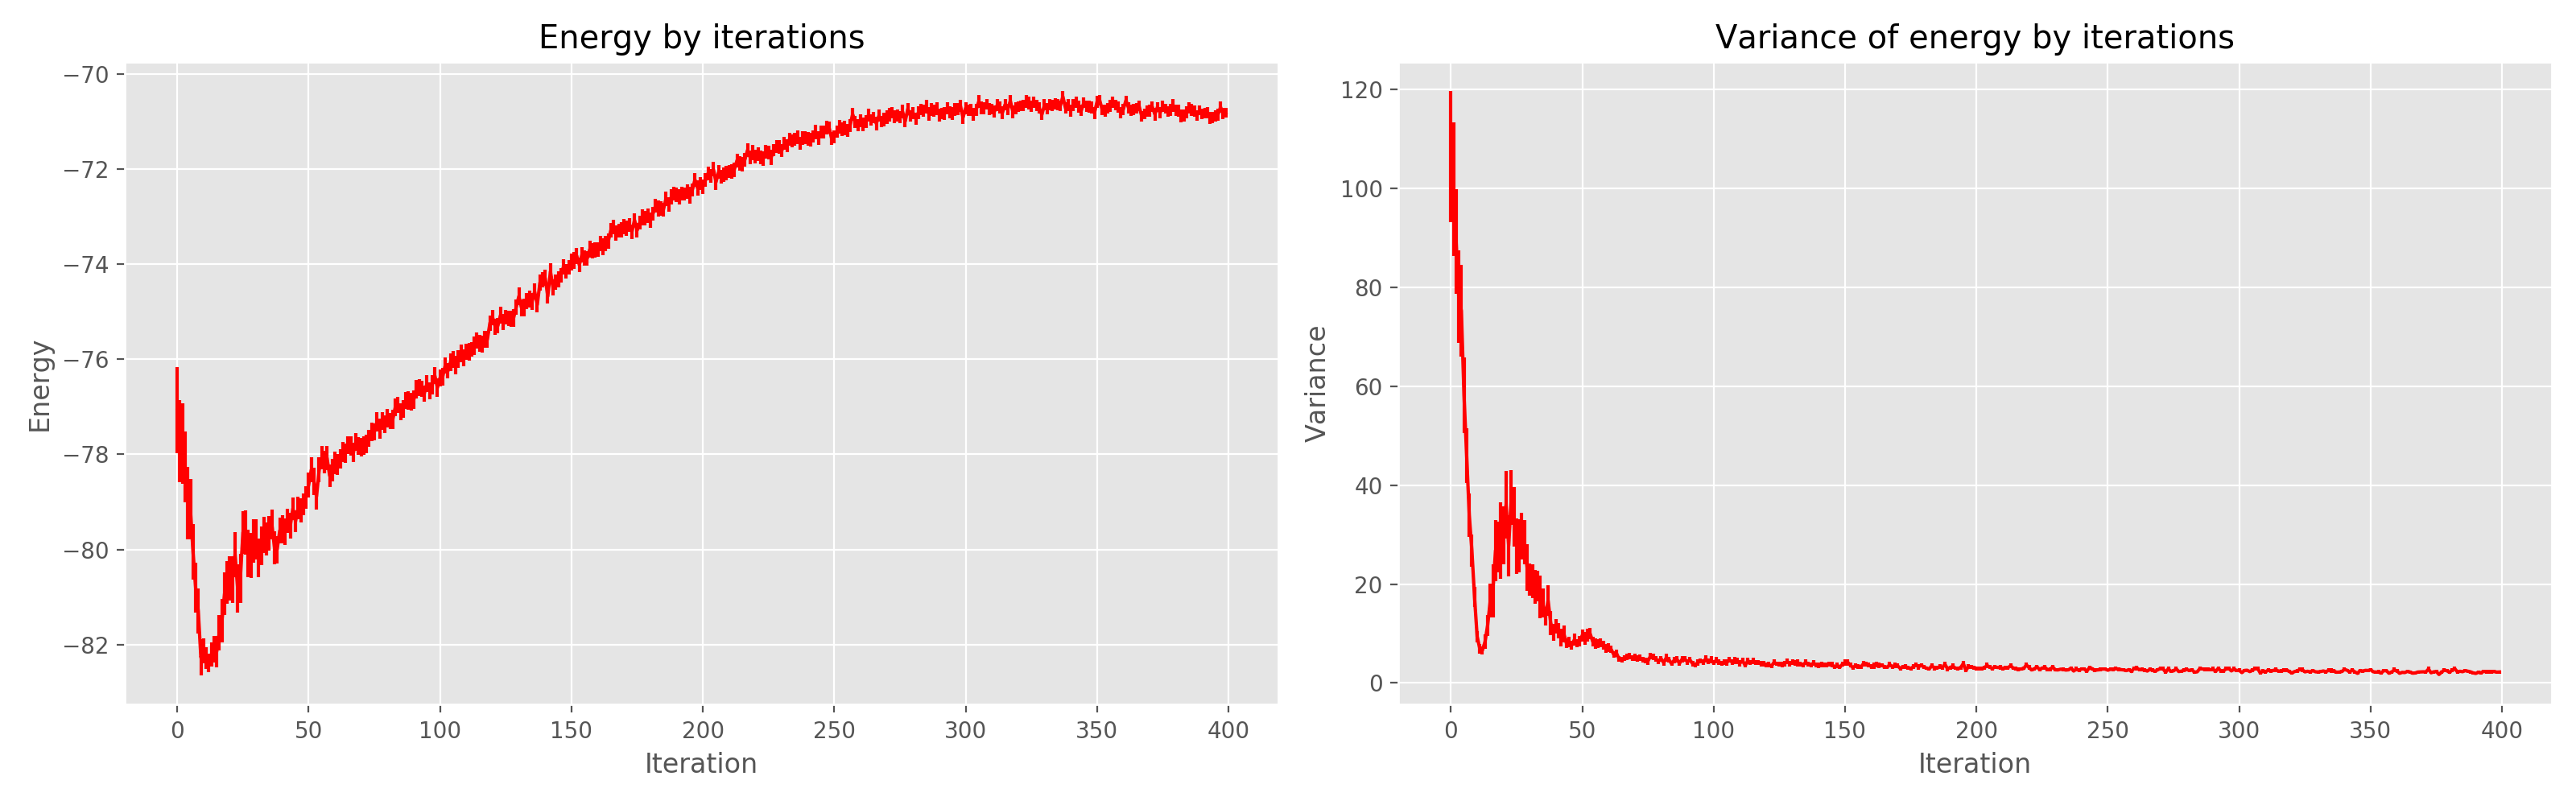 Energy by iterations
−70
−72
−74
−76
−78
−80
−82
Energy
0 50 100 150 200 250 300 350 400
Iteration
Variance of energy by iterations
120
100
80
60
40
20
0
Variance
0 50 100 150 200 250 300 350 400
Iteration